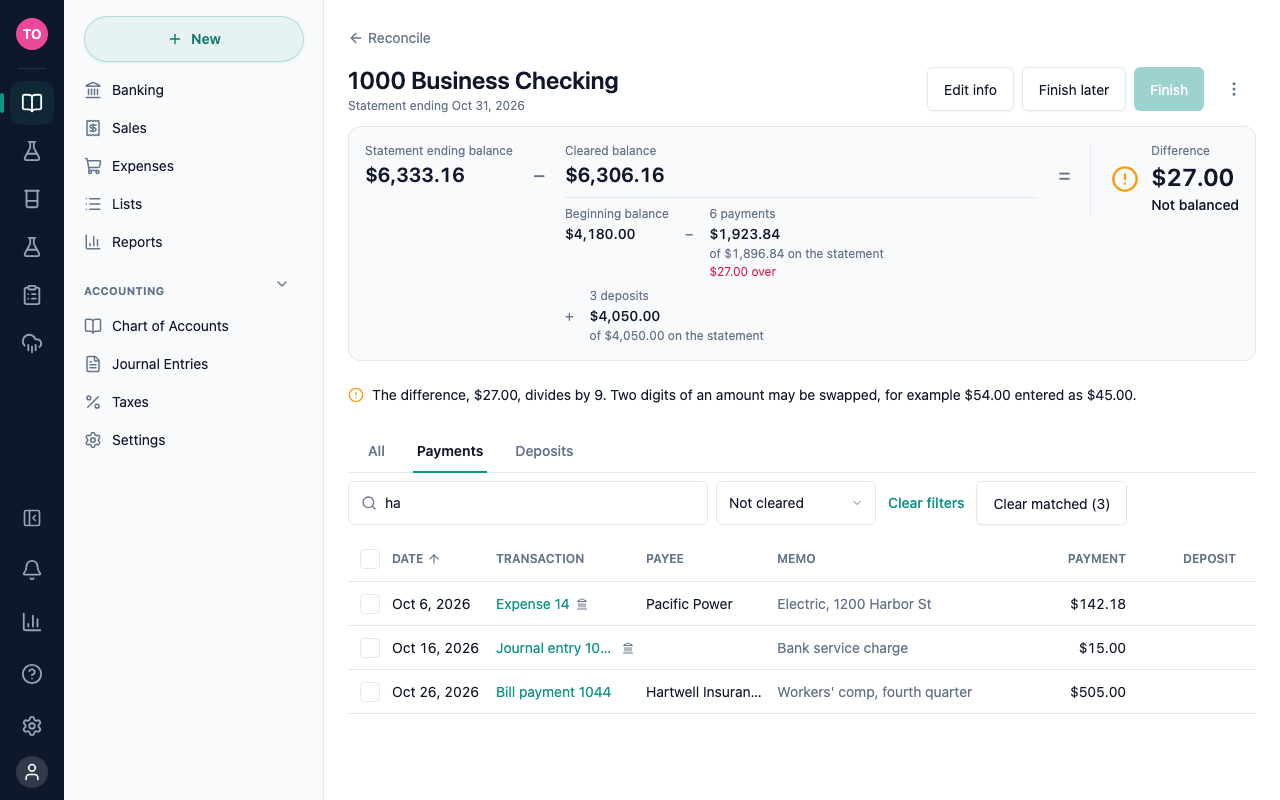 TO
New
Banking
Sales
Expenses
Lists
Reports
ACCOUNTING
Chart of Accounts
Journal Entries
Taxes
Settings
Reconcile
1000 Business Checking
Statement ending Oct 31, 2026
Edit info
Finish later
Finish
Statement ending balance
$6,333.16
–
Cleared balance
$6,306.16
Beginning balance
$4,180.00
–
6 payments
$1,923.84
of $1,896.84 on the statement
$27.00 over
+
3 deposits
$4,050.00
of $4,050.00 on the statement
=
Difference
$27.00
Not balanced
The difference, $27.00, divides by 9. Two digits of an amount may be swapped, for example $54.00 entered as $45.00.
All Payments Deposits
ha Not cleared Clear filters Clear matched (3)
DATE TRANSACTION PAYEE MEMO PAYMENT DEPOSIT
Oct 6, 2026 Expense 14 Pacific Power Electric, 1200 Harbor St $142.18
Oct 16, 2026 Journal entry 10... Bank service charge $15.00
Oct 26, 2026 Bill payment 1044 Hartwell Insuran... Workers' comp, fourth quarter $505.00